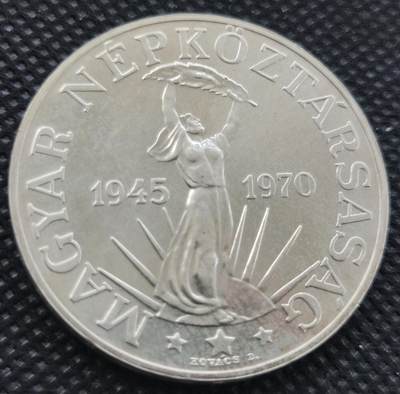 MAGYAR NÉPKÖZTÁRSASÁG
1945 1970
KOVÁCS D.